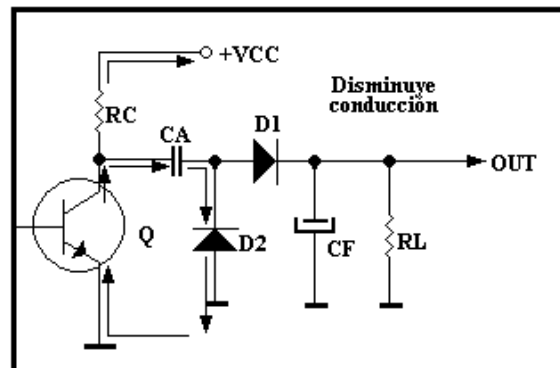 +VCC
Disminuye
conducción
RC
CA
D1
OUT
Q
D2
CF
RL